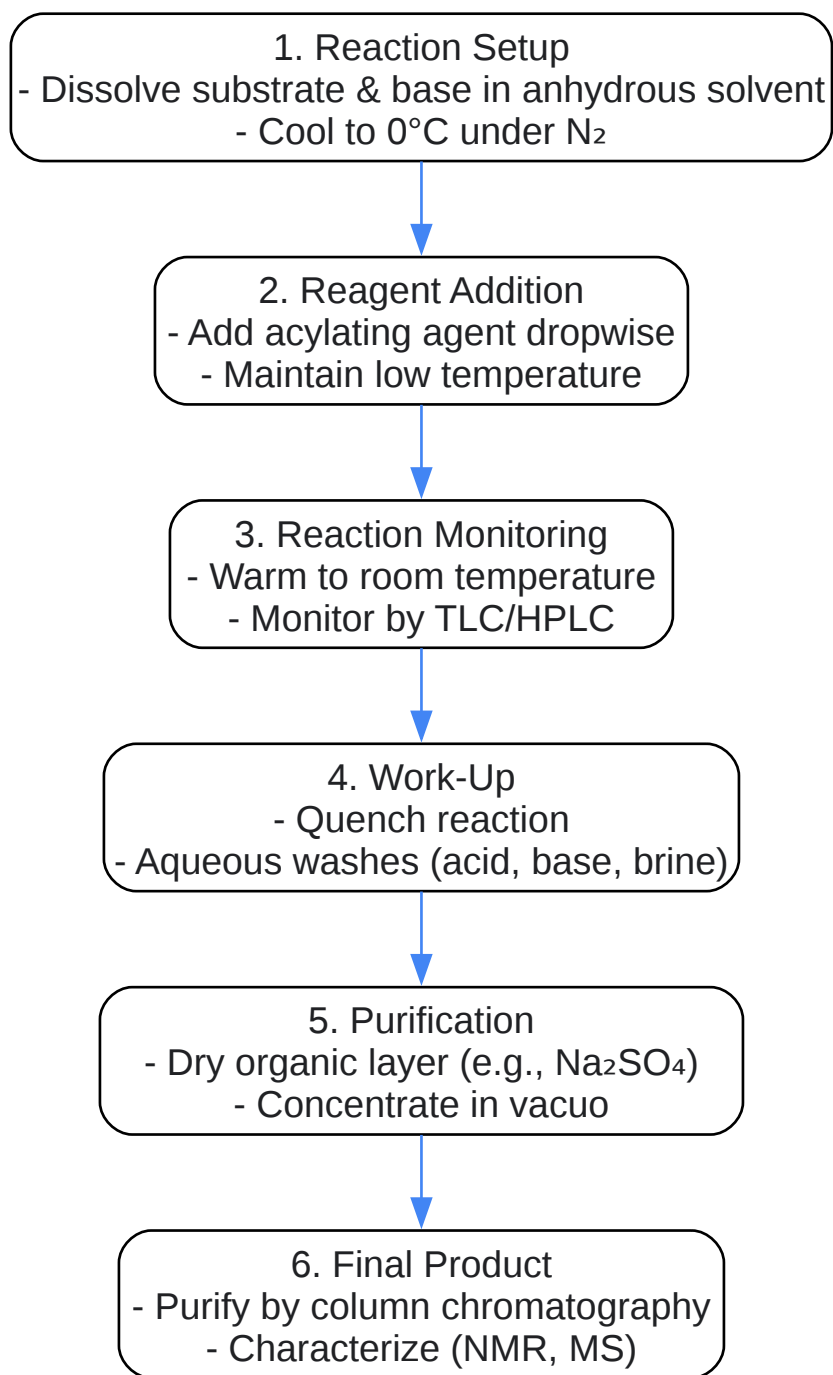 1. Reaction Setup
- Dissolve substrate & base in anhydrous solvent
- Cool to 0°C under N₂
2. Reagent Addition
- Add acylating agent dropwise
- Maintain low temperature
3. Reaction Monitoring
- Warm to room temperature
- Monitor by TLC/HPLC
4. Work-Up
- Quench reaction
- Aqueous washes (acid, base, brine)
5. Purification
- Dry organic layer (e.g., Na₂SO₄)
- Concentrate in vacuo
6. Final Product
- Purify by column chromatography
- Characterize (NMR, MS)